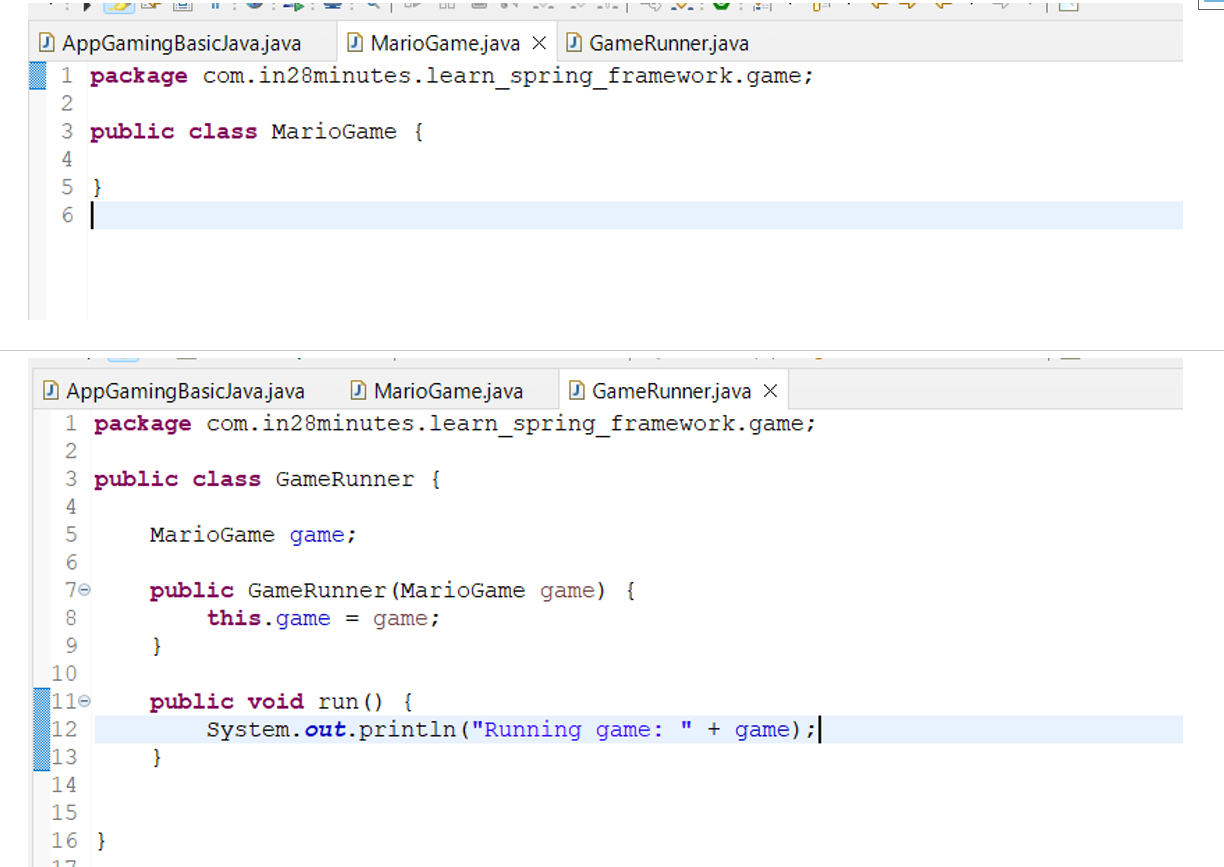 AppGamingBasicJava.java MarioGame.java GameRunner.java
1 package com.in28minutes.learn_spring_framework.game;
2
3 public class MarioGame {
4
5 }
6
AppGamingBasicJava.java MarioGame.java GameRunner.java
1 package com.in28minutes.learn_spring_framework.game;
2
3 public class GameRunner {
4
5 MarioGame game;
6
7 public GameRunner(MarioGame game) {
8 this.game = game;
9 }
10
11 public void run() {
12 System.out.println("Running game: " + game);
13 }
14
15
16 }
17